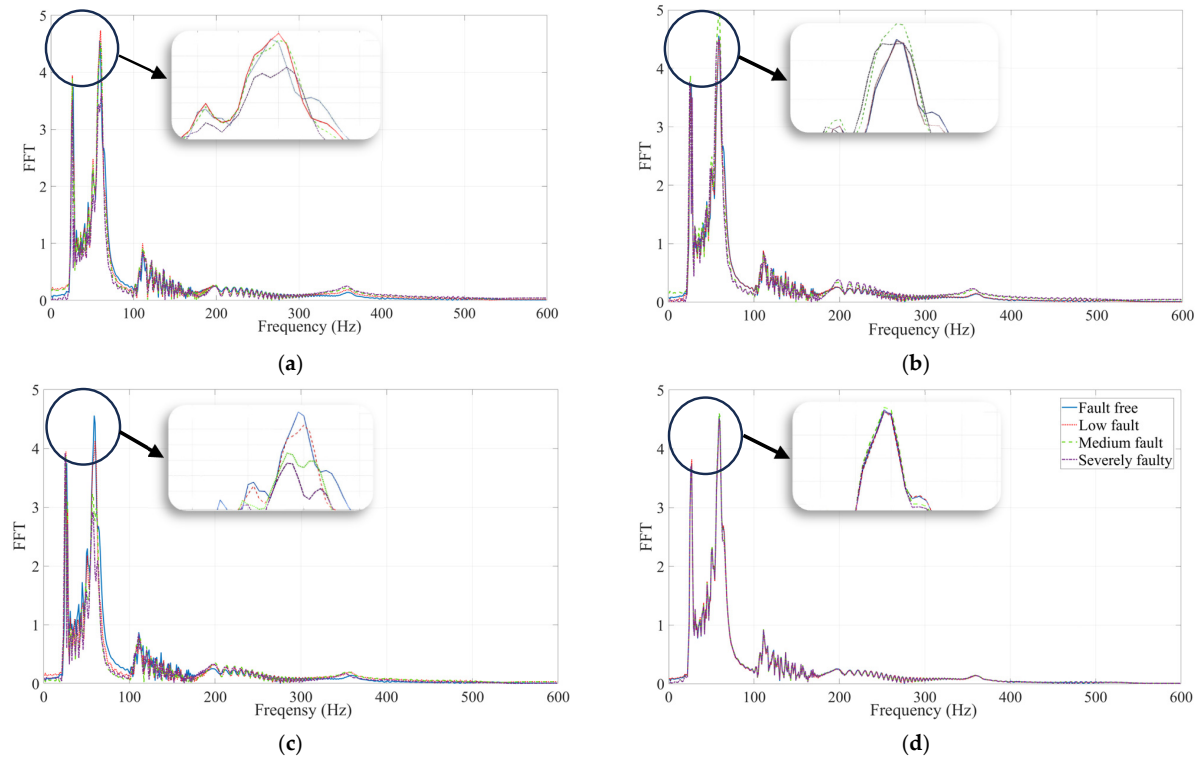 5
4
3
2
1
0
FFT
0 100 200 300 400 500 600
Frequency (Hz)
(a)
5
4
3
2
1
0
FFT
0 100 200 300 400 500 600
Frequency (Hz)
(b)
5
4
3
2
1
0
FFT
0 100 200 300 400 500 600
Freqensy (Hz)
(c)
5
4
3
2
1
0
FFT
Fault free
Low fault
Medium fault
Severely faulty
0 100 200 300 400 500 600
Frequency (Hz)
(d)